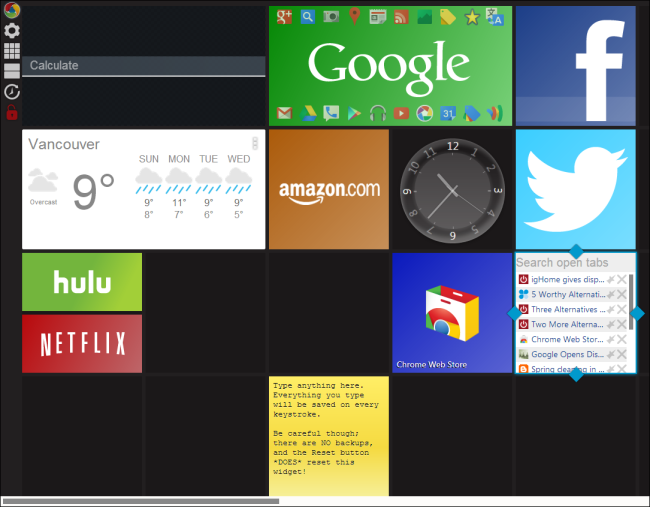 Calculate
g+
Google
31
f
Vancouver
SUN MON TUE WED
Overcast
9°
9° 11° 9° 9°
8° 7° 6° 5°
amazon.com
12
3
6
9
hulu
NETFLIX
Chrome Web Store
Search open tabs
igHome gives disp...
5 Worthy Alternati...
Three Alternatives ...
Two More Alterna...
Chrome Web Stor...
Google Opens Dis...
Spring cleaning in ...
Type anything here.
Everything you type
will be saved on every
keystroke.
Be careful though;
there are NO backups,
and the Reset button
*DOES* reset this
widget!